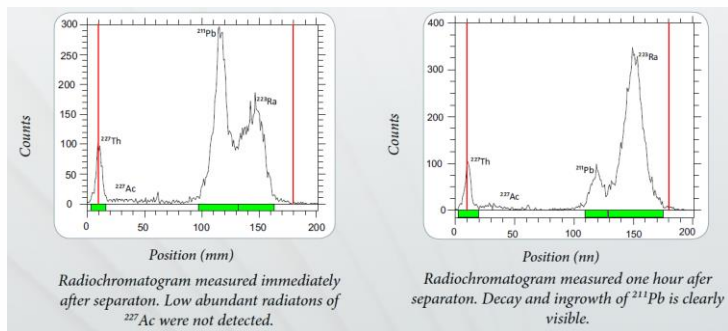 300
250
200
150
100
50
0
Counts
²¹¹Pb
²²³Ra
²²⁷Th
²²⁷Ac
0 50 100 150 200
Position (mm)
Radiochromatogram measured immediately
after separaton. Low abundant radiatons of
²²⁷Ac were not detected.
400
300
200
100
0
Counts
²²³Ra
²²⁷Th
²¹¹Pb
²²⁷Ac
0 50 100 150 200
Position (nn)
Radiochromatogram measured one hour afer
separaton. Decay and ingrowth of ²¹¹Pb is clearly
visible.